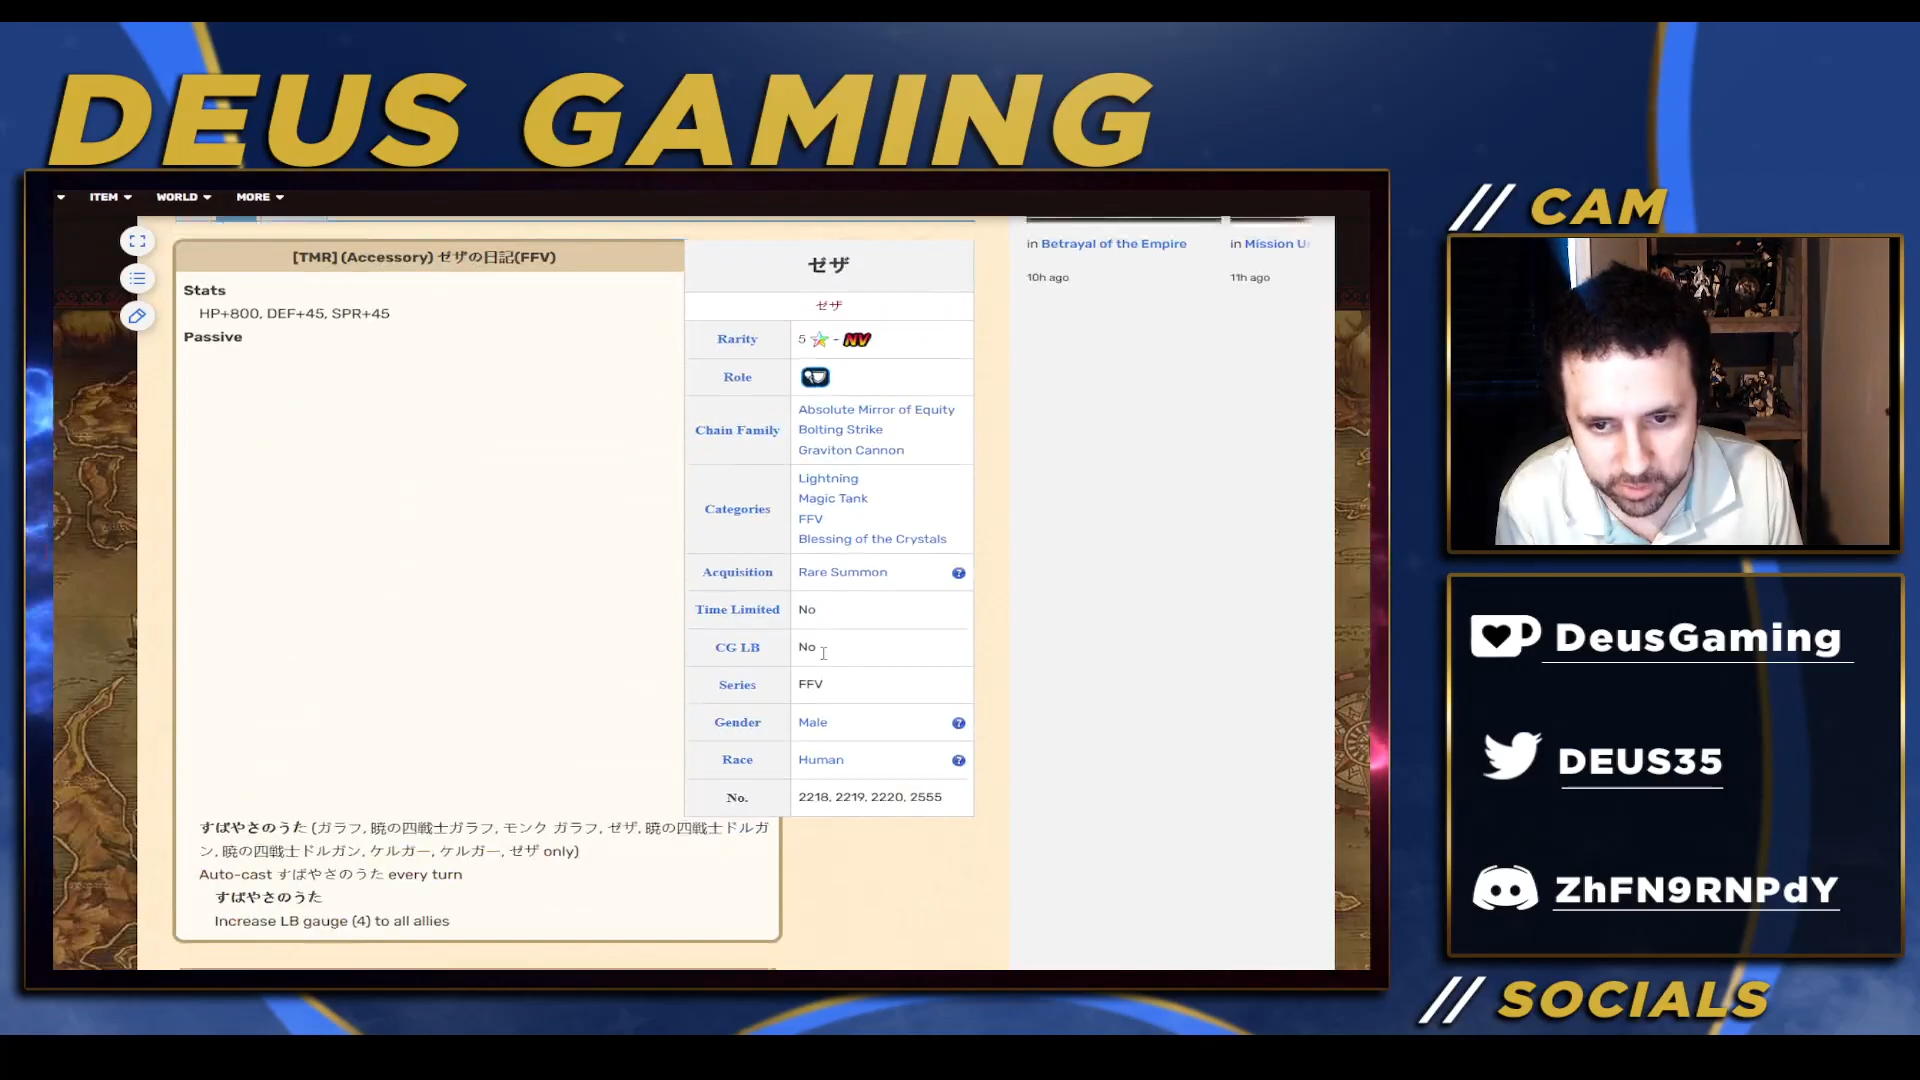 DEUS GAMING
ITEM
WORLD
MORE
[TMR] (Accessory) ゼザの日記(FFV)
Stats
HP+800, DEF+45, SPR+45
Passive
すばやさのうた (ガラフ, 暁の四戦士ガラフ, モンク ガラフ, ゼザ, 暁の四戦士ドルガ
ン, 暁の四戦士ドルガン, ケルガー, ケルガー, ゼザ only)
Auto-cast すばやさのうた every turn
すばやさのうた
Increase LB gauge (4) to all allies
ゼザ
ゼザ
Rarity
5 - NV
Role
Chain Family
Absolute Mirror of Equity
Bolting Strike
Graviton Cannon
Categories
Lightning
Magic Tank
FFV
Blessing of the Crystals
Acquisition
Rare Summon
?
Time Limited
No
CG LB
No
Series
FFV
Gender
Male
?
Race
Human
?
No.
2218, 2219, 2220, 2555
in Betrayal of the Empire
10h ago
in Mission U
11h ago
// CAM
DeusGaming
DEUS35
ZhFN9RNPdY
// SOCIALS